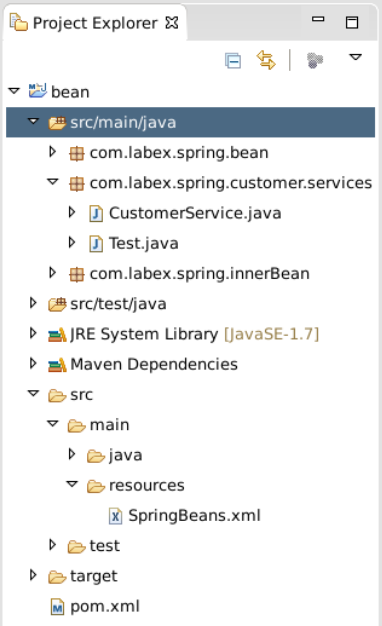 Project Explorer
bean
src/main/java
com.labex.spring.bean
com.labex.spring.customer.services
CustomerService.java
Test.java
com.labex.spring.innerBean
src/test/java
JRE System Library [JavaSE-1.7]
Maven Dependencies
src
main
java
resources
SpringBeans.xml
test
target
pom.xml